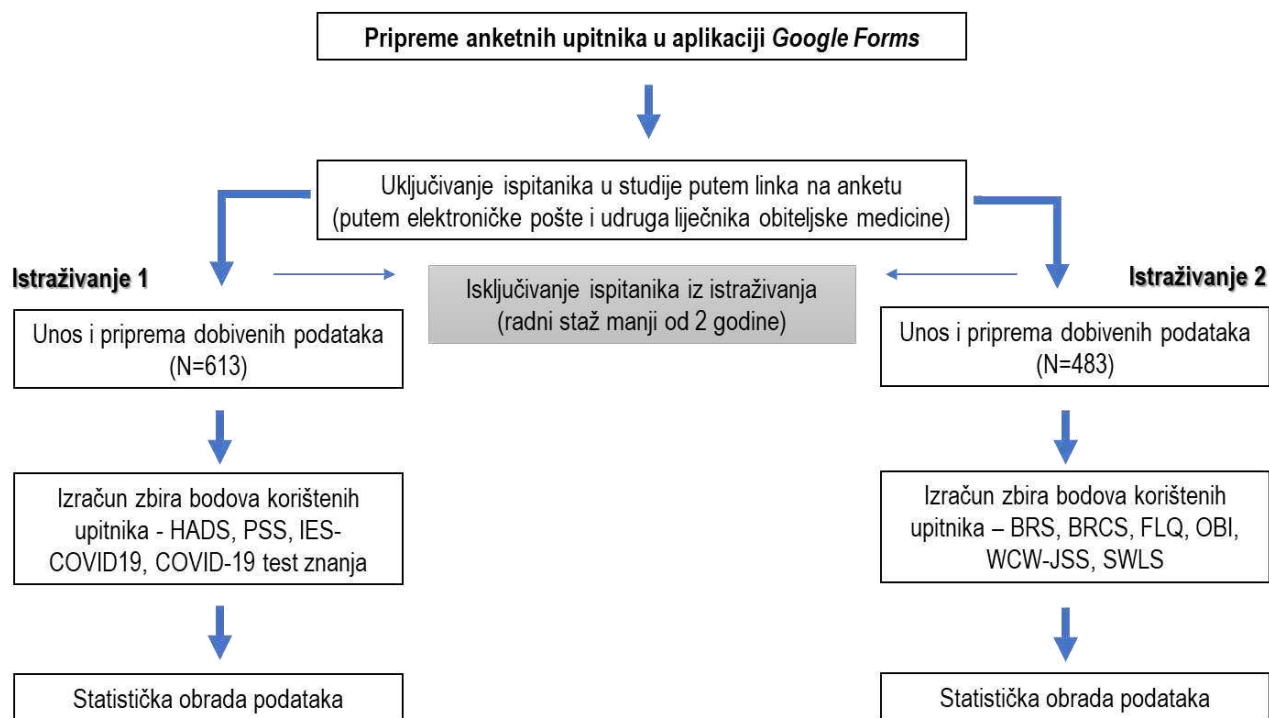 Pripreme anketnih upitnika u aplikaciji Google Forms
Uključivanje ispitanika u studije putem linka na anketu
(putem elektroničke pošte i udruga liječnika obiteljske medicine)
Istraživanje 1
Isključivanje ispitanika iz istraživanja
(radni staž manji od 2 godine)
Istraživanje 2
Unos i priprema dobivenih podataka
(N=613)
Unos i priprema dobivenih podataka
(N=483)
Izračun zbira bodova korištenih
upitnika - HADS, PSS, IES-
COVID19, COVID-19 test znanja
Izračun zbira bodova korištenih
upitnika – BRS, BRCS, FLQ, OBI,
WCW-JSS, SWLS
Statistička obrada podataka
Statistička obrada podataka